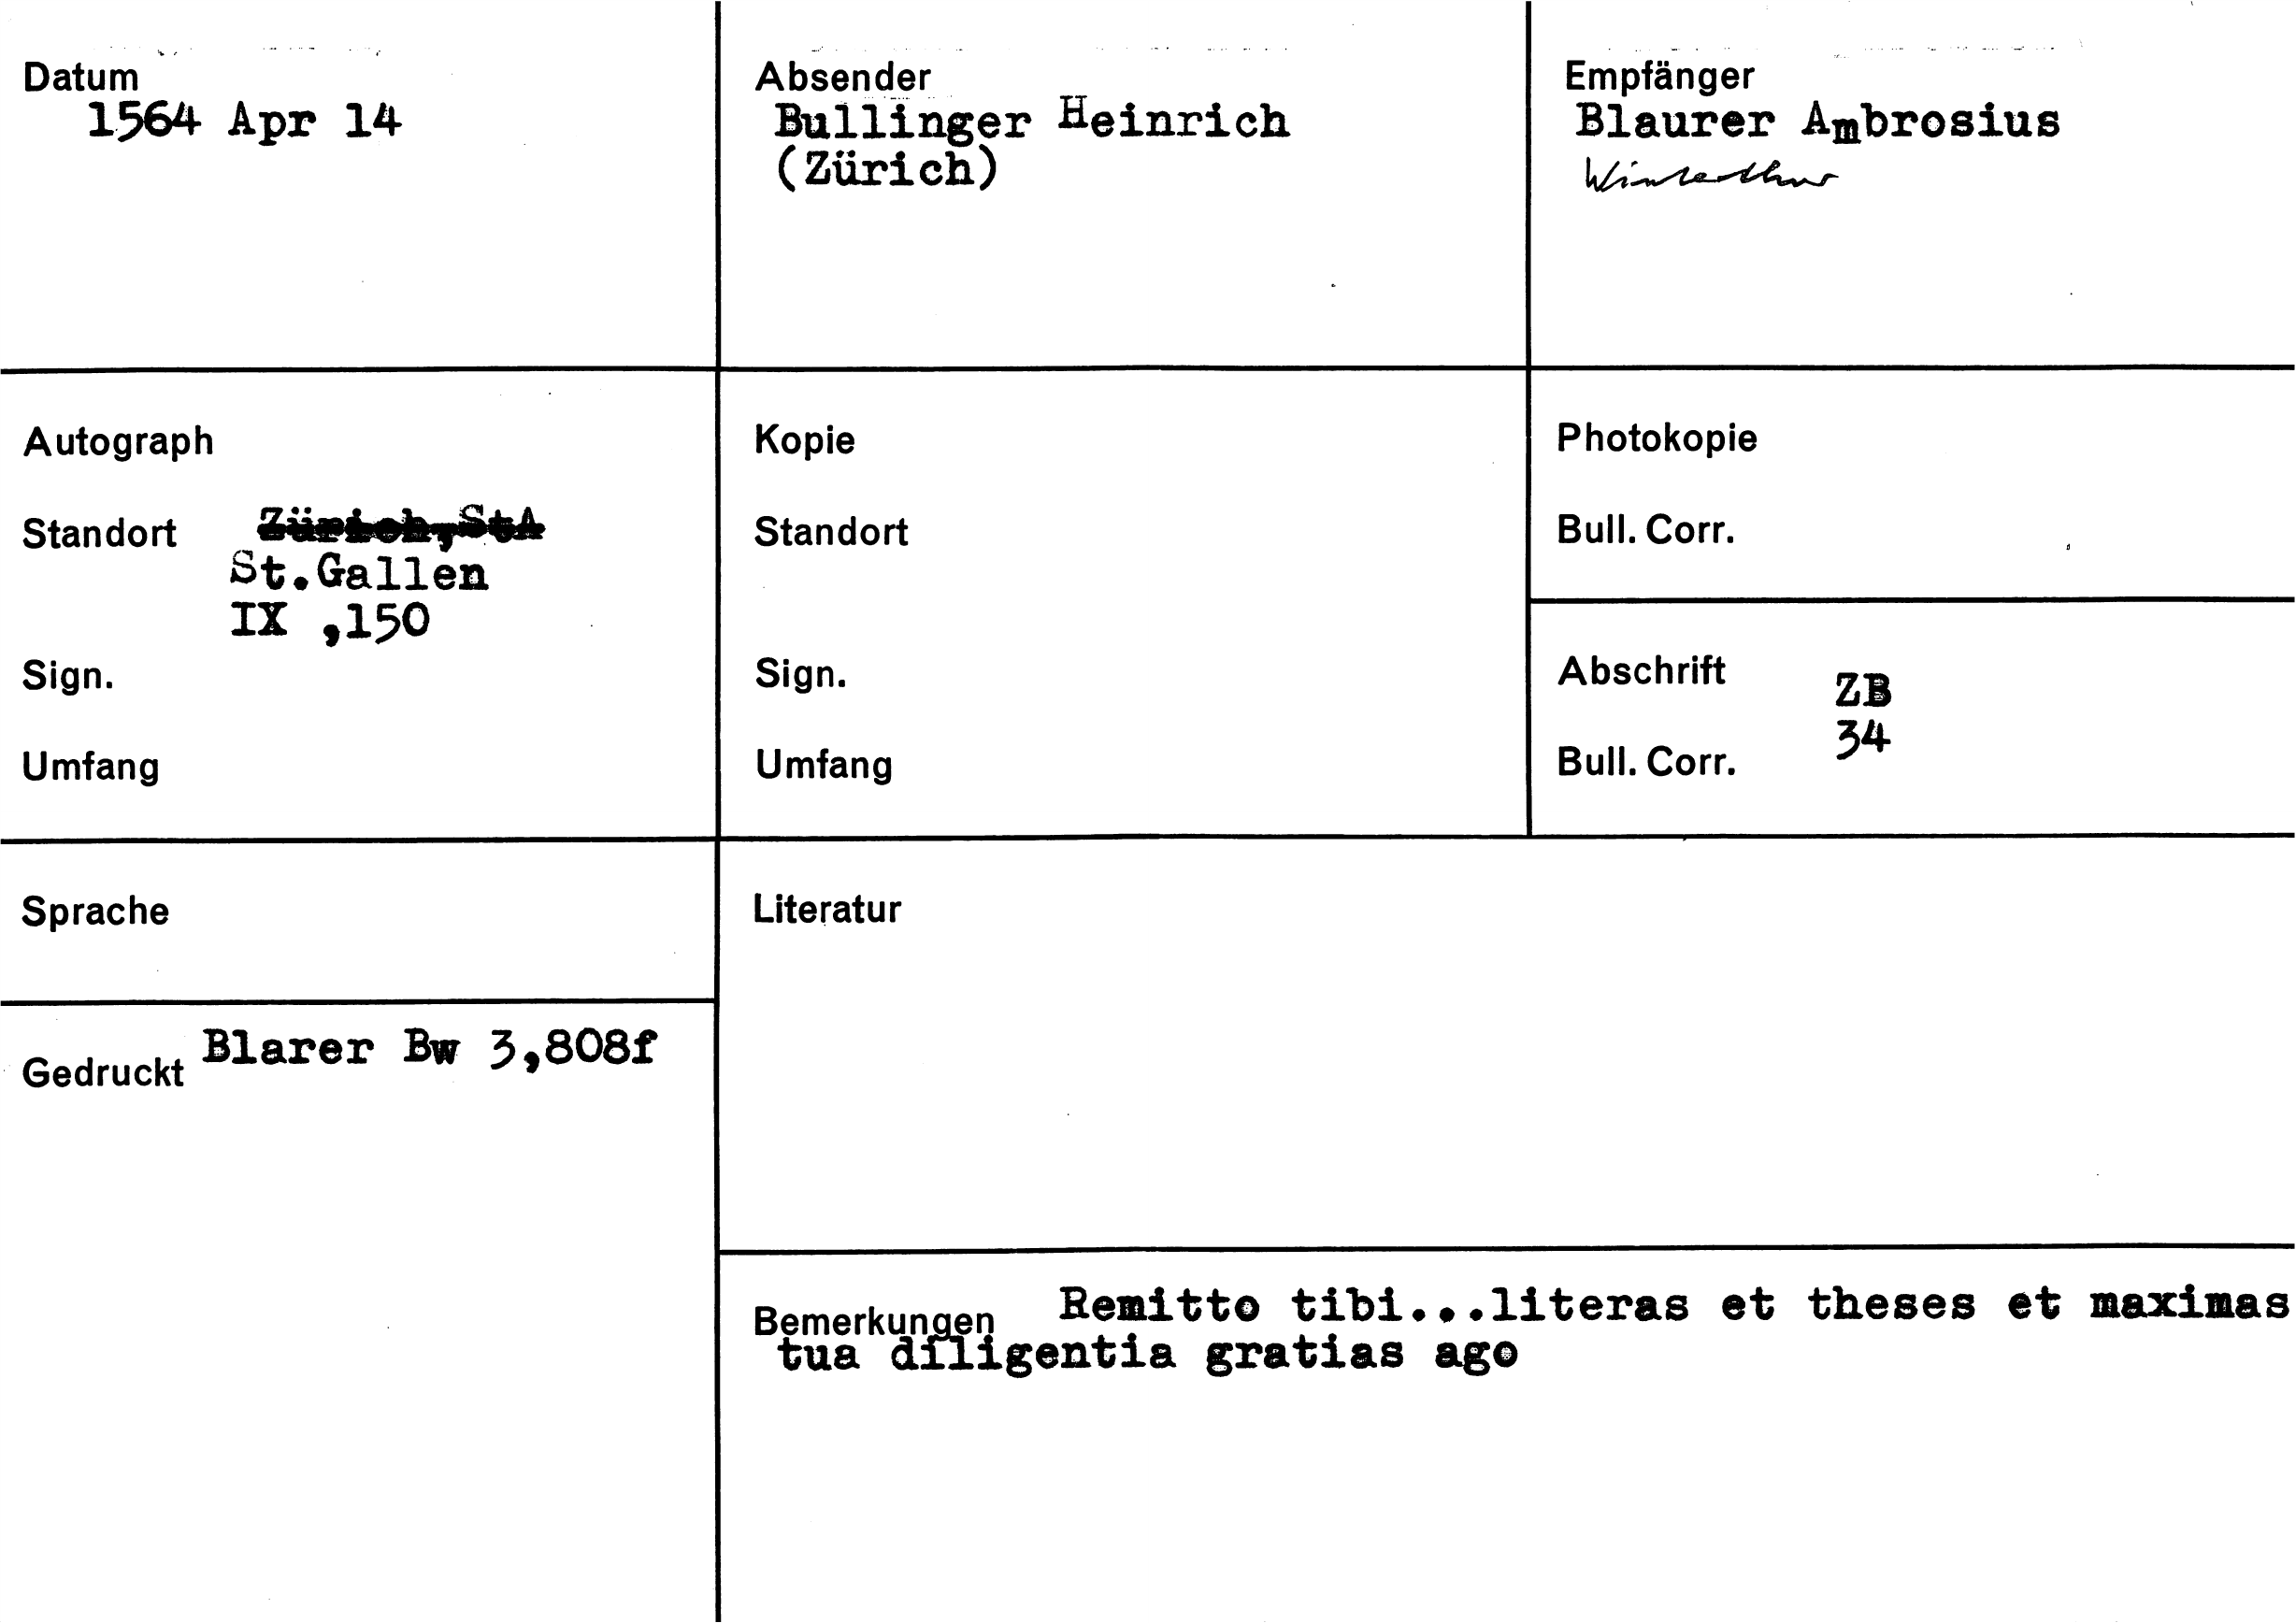 Datum
1564 Apr 14
Absender
Bullinger Heinrich
(Zürich)
Empfänger
Blaurer Ambrosius
Winterthur
Autograph
Standort
Zürich, StA
St.Gallen
IX ,150
Sign.
Umfang
Kopie
Standort
Sign.
Umfang
Photokopie
Bull. Corr.
Abschrift
ZB
34
Bull. Corr.
Sprache
Gedruckt Blarer Bw 3,808f
Literatur
Bemerkungen Remitto tibi...literas et theses et maximas
tua diligentia gratias ago